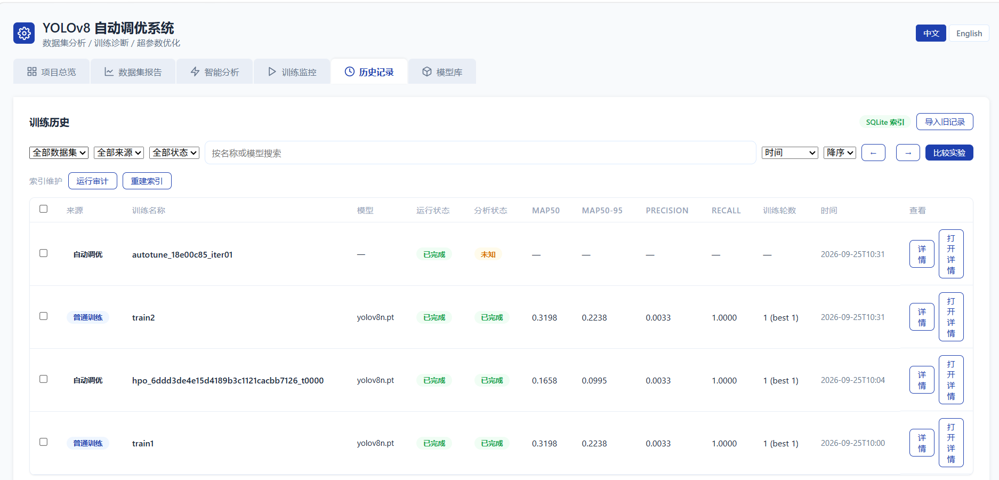 YOLOv8 自动调优系统
数据集分析 / 训练诊断 / 超参数优化
中文 English
项目总览 数据集报告 智能分析 训练监控 历史记录 模型库
训练历史
SQLite 索引 导入旧记录
全部数据集 全部来源 全部状态 按名称或模型搜索 时间 降序 ← → 比较实验
索引维护 运行审计 重建索引
来源 训练名称 模型 运行状态 分析状态 MAP50 MAP50-95 PRECISION RECALL 训练轮数 时间 查看
自动调优 autotune_18e00c85_iter01 — 已完成 未知 — — — — — 2026-09-25T10:31 详情 打开详情
普通训练 train2 yolov8n.pt 已完成 已完成 0.3198 0.2238 0.0033 1.0000 1 (best 1) 2026-09-25T10:31 详情 打开详情
自动调优 hpo_6ddd3de4e15d4189b3c1121cacbb7126_t0000 yolov8n.pt 已完成 已完成 0.1658 0.0995 0.0033 1.0000 1 (best 1) 2026-09-25T10:04 详情 打开详情
普通训练 train1 yolov8n.pt 已完成 已完成 0.3198 0.2238 0.0033 1.0000 1 (best 1) 2026-09-25T10:00 详情 打开详情